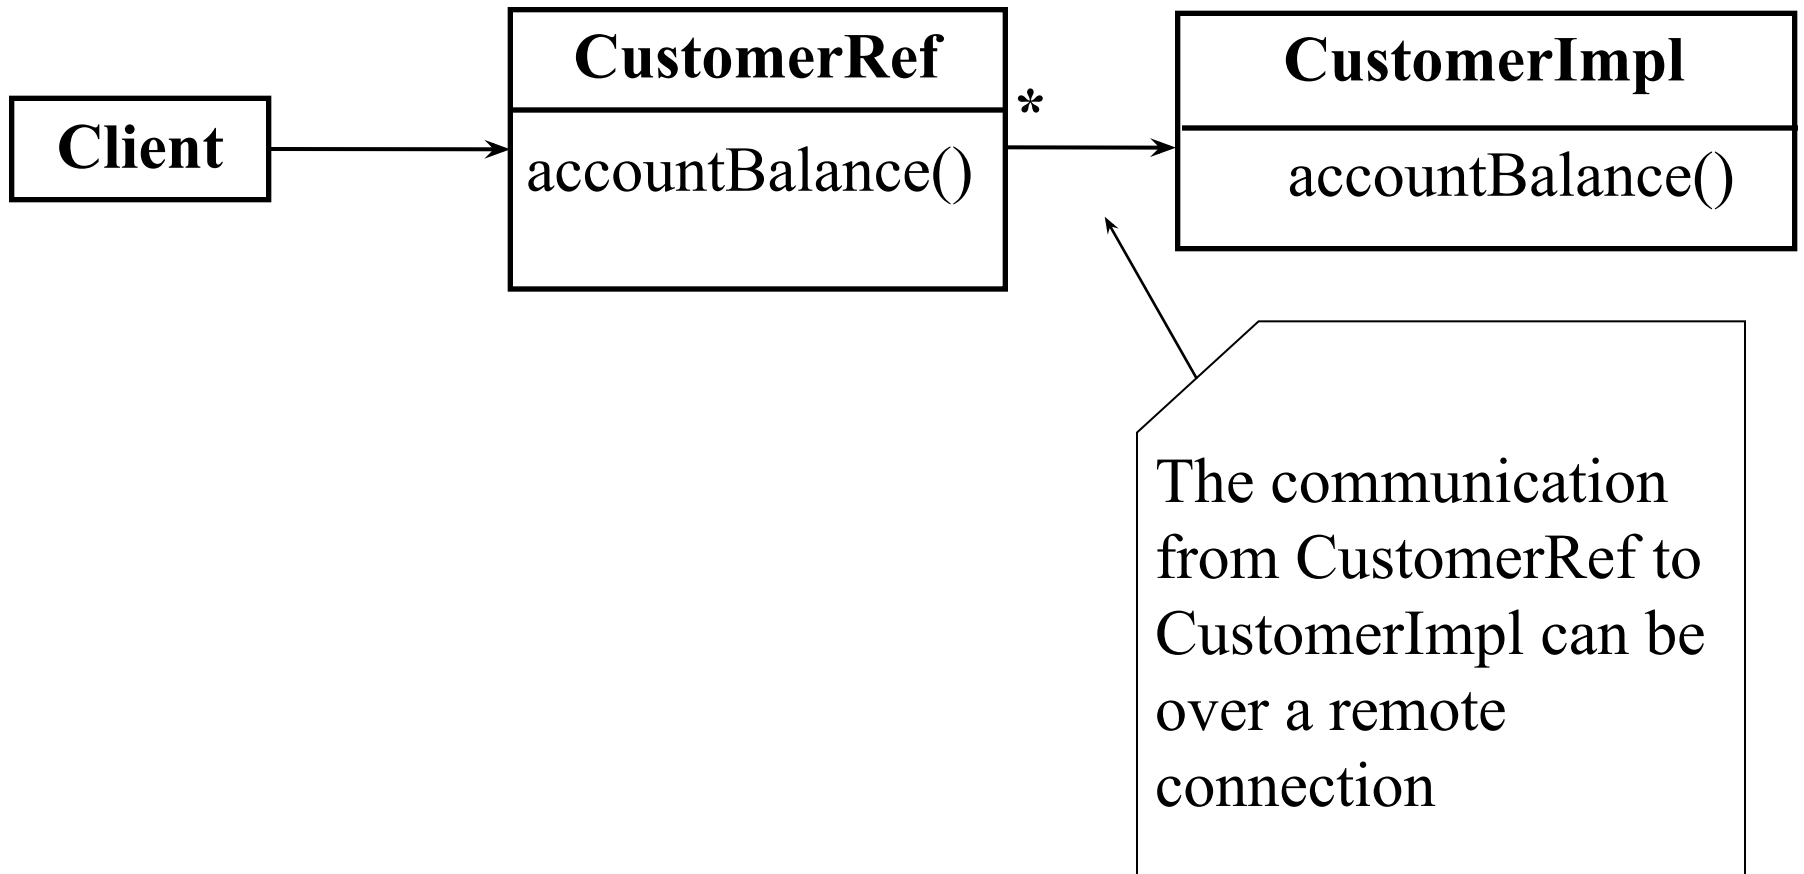 Client
CustomerRef
accountBalance()
*
CustomerImpl
accountBalance()
The communication
from CustomerRef to
CustomerImpl can be
over a remote
connection